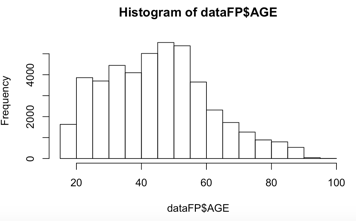 Histogram of dataFP$AGE
Frequency
4000
2000
0
20 40 60 80 100
dataFP$AGE